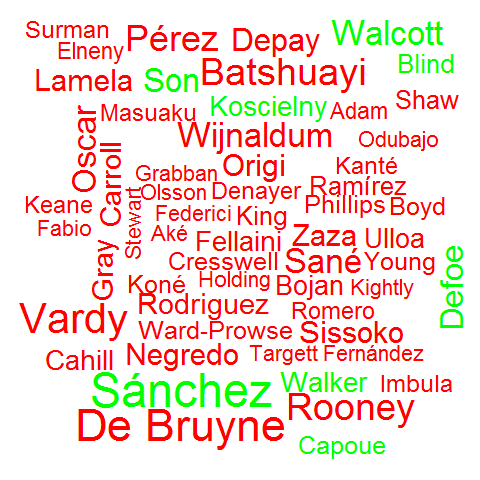 Surman Pérez Depay Walcott
Elneny Blind
Lamela Son Batshuayi
Oscar Masuaku Koscielny Adam Shaw
Wijnaldum Odubajo
Carroll Grabban Origi Kanté
Keane Stewart Olsson Denayer Ramírez
Fabio Federici King Phillips Boyd
Gray Aké Fellaini Zaza Ulloa
Cresswell Sané Young Defoe
Koné Holding Bojan Kightly
Vardy Rodriguez Romero
Ward-Prowse Sissoko
Cahill Negredo Targett Fernández
Sánchez Walker Imbula
De Bruyne Rooney
Capoue